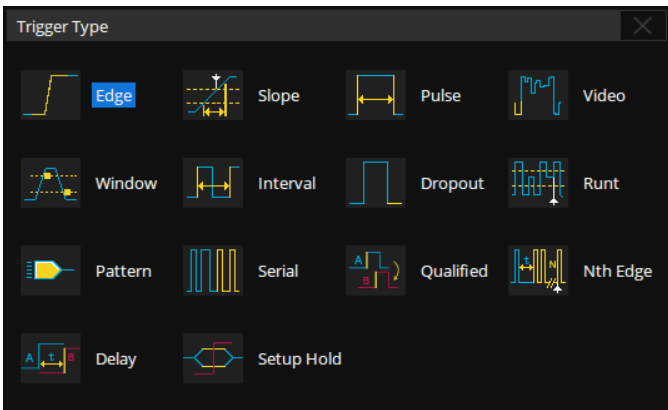 Trigger Type
Edge
Slope
Pulse
Video
Window
Interval
Dropout
Runt
Pattern
Serial
A
B
Qualified
t
N
Nth Edge
A
t
B
Delay
Setup Hold